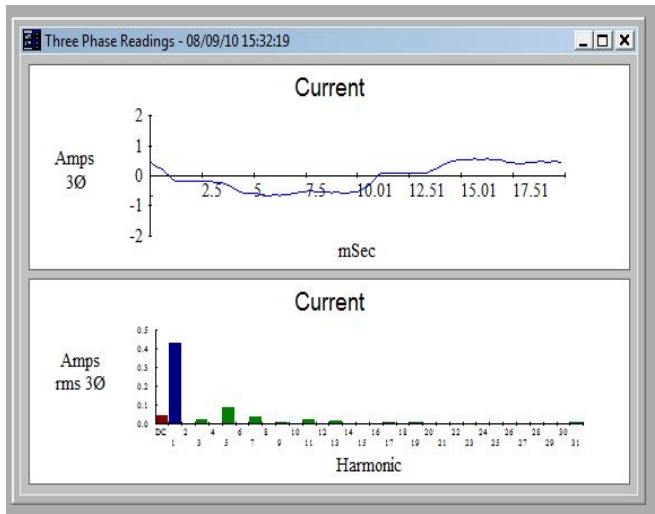 Three Phase Readings - 08/09/10 15:32:19
Current
2
1
Amps
3Ø
0
2.5 5. 7.5 10.01 12.51 15.01 17.51
-1
-2
mSec
Current
0.5
0.4
0.3
Amps
rms 3Ø
0.2
0.1
0.0
DC 2 4 6 8 10 12 14 16 18 20 22 24 26 28 30
1 3 5 7 9 11 13 15 17 19 21 23 25 27 29 31
Harmonic